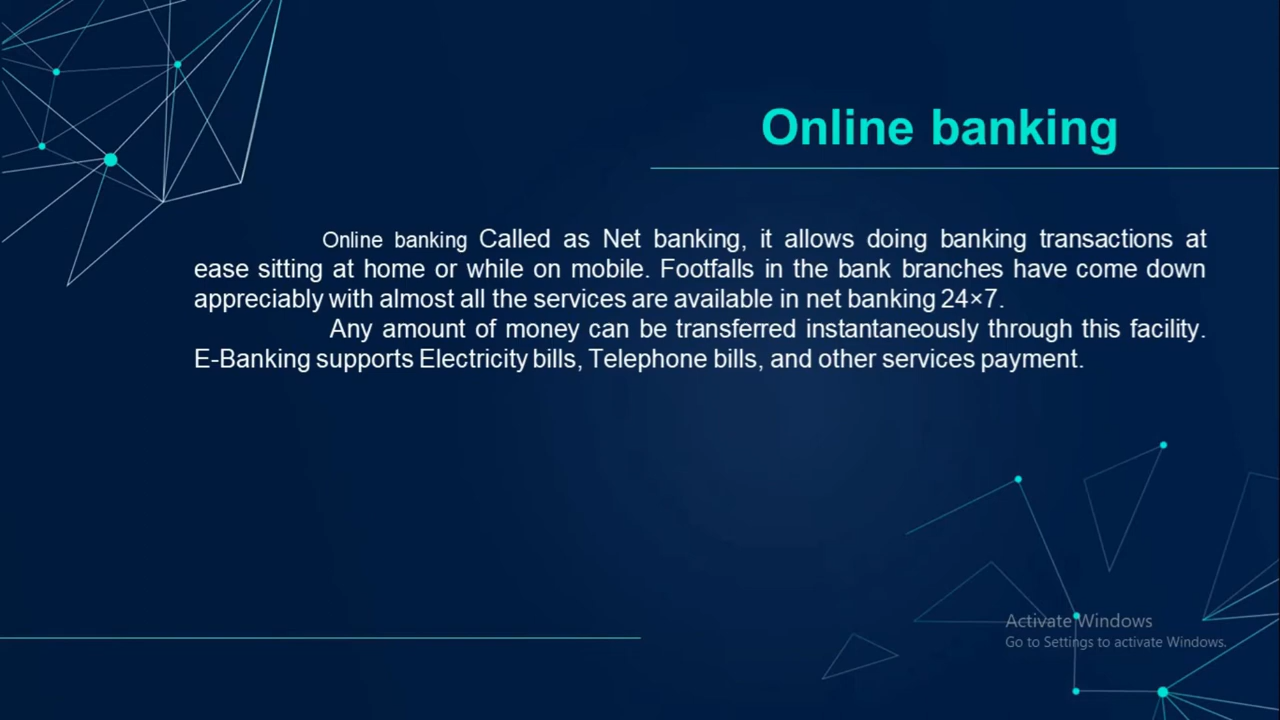 Online banking
Online banking Called as Net banking, it allows doing banking transactions at
ease sitting at home or while on mobile. Footfalls in the bank branches have come down
appreciably with almost all the services are available in net banking 24×7.
Any amount of money can be transferred instantaneously through this facility.
E-Banking supports Electricity bills, Telephone bills, and other services payment.
Activate Windows
Go to Settings to activate Windows.